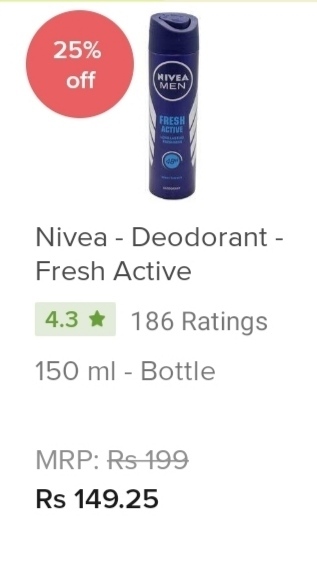 25%
off
NIVEA
MEN
FRESH
ACTIVE
48H
Nivea - Deodorant -
Fresh Active
4.3 ★ 186 Ratings
150 ml - Bottle
MRP: Rs 199
Rs 149.25